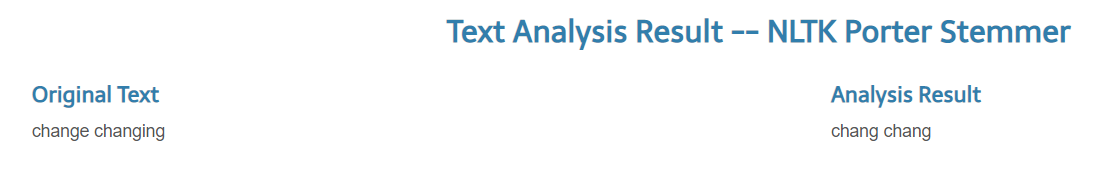 Text Analysis Result -- NLTK Porter Stemmer
Original Text
change changing
Analysis Result
chang chang